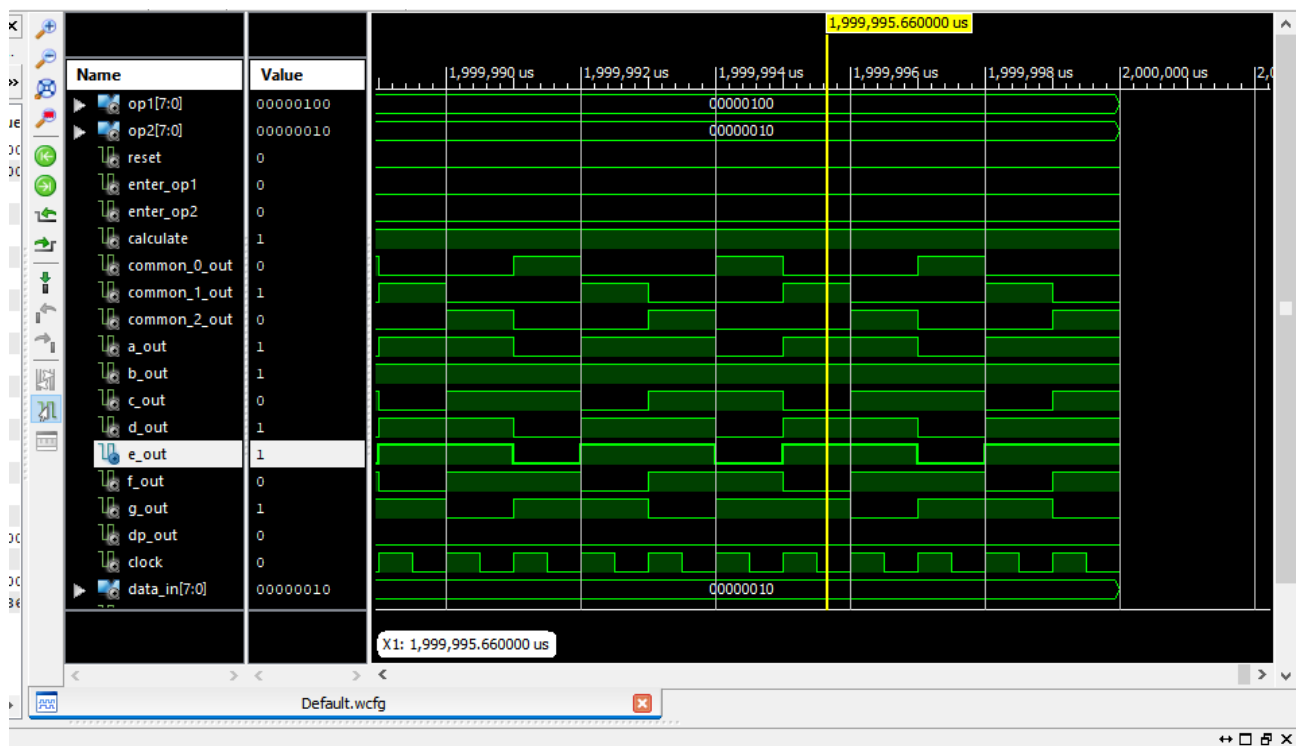 1,999,995.660000 us
Name Value
1,999,990 us 1,999,992 us 1,999,994 us 1,999,996 us 1,999,998 us 2,000,000 us 2,0
op1[7:0] 00000100 00000100
op2[7:0] 00000010 00000010
reset 0
enter_op1 0
enter_op2 0
calculate 1
common_0_out 0
common_1_out 1
common_2_out 0
a_out 1
b_out 1
c_out 0
d_out 1
e_out 1
f_out 0
g_out 1
dp_out 0
clock 0
data_in[7:0] 00000010 00000010
X1: 1,999,995.660000 us
Default.wcfg